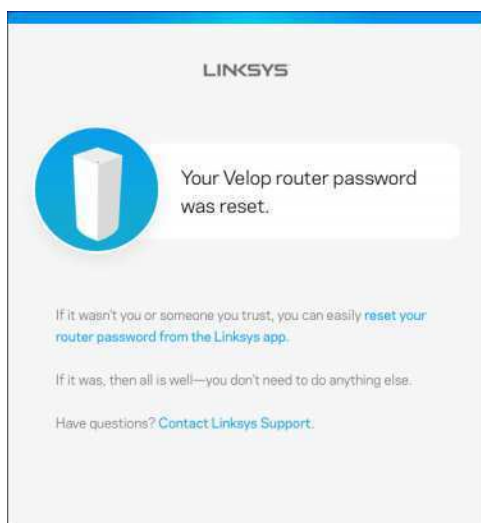 LINKSYS
Your Velop router password
was reset.
If it wasn't you or someone you trust, you can easily reset your
router password from the Linksys app.
If it was, then all is well—you don't need to do anything else.
Have questions? Contact Linksys Support.